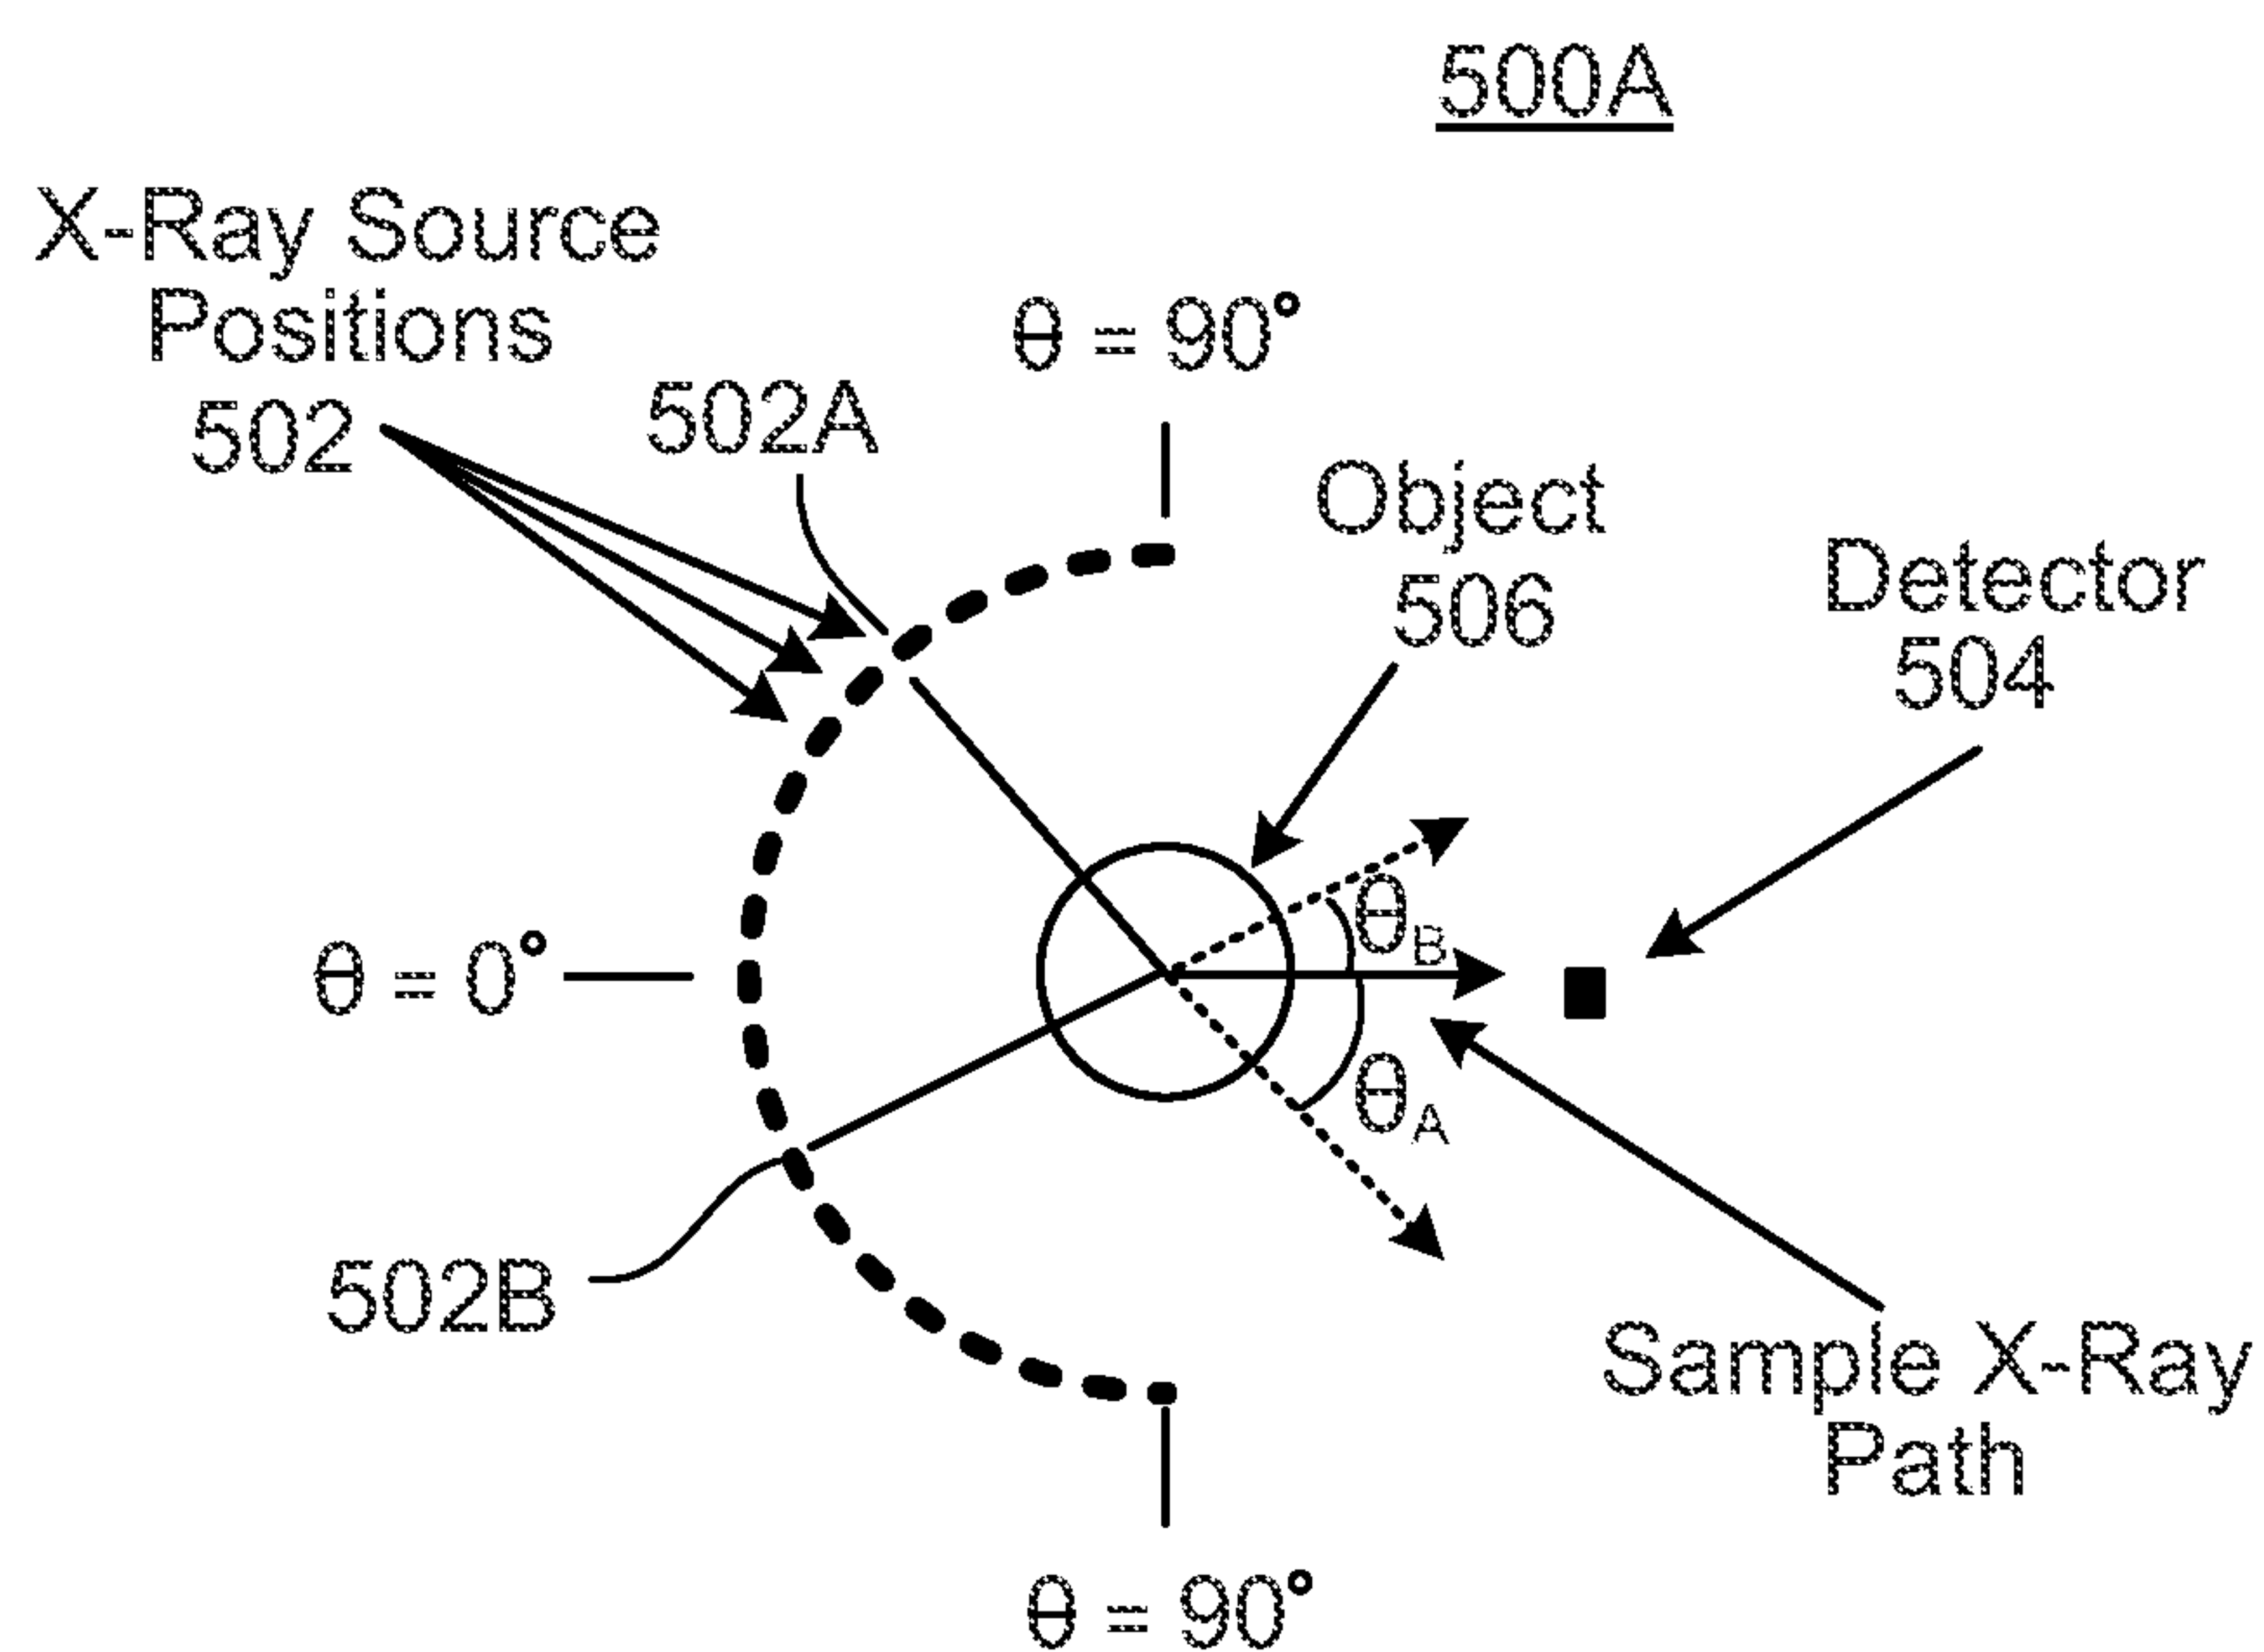 500A
X-Ray Source
Positions
502
502A
θ = 90°
Object
506
Detector
504
θ = 0°
θB
θA
502B
Sample X-Ray
Path
θ = 90°